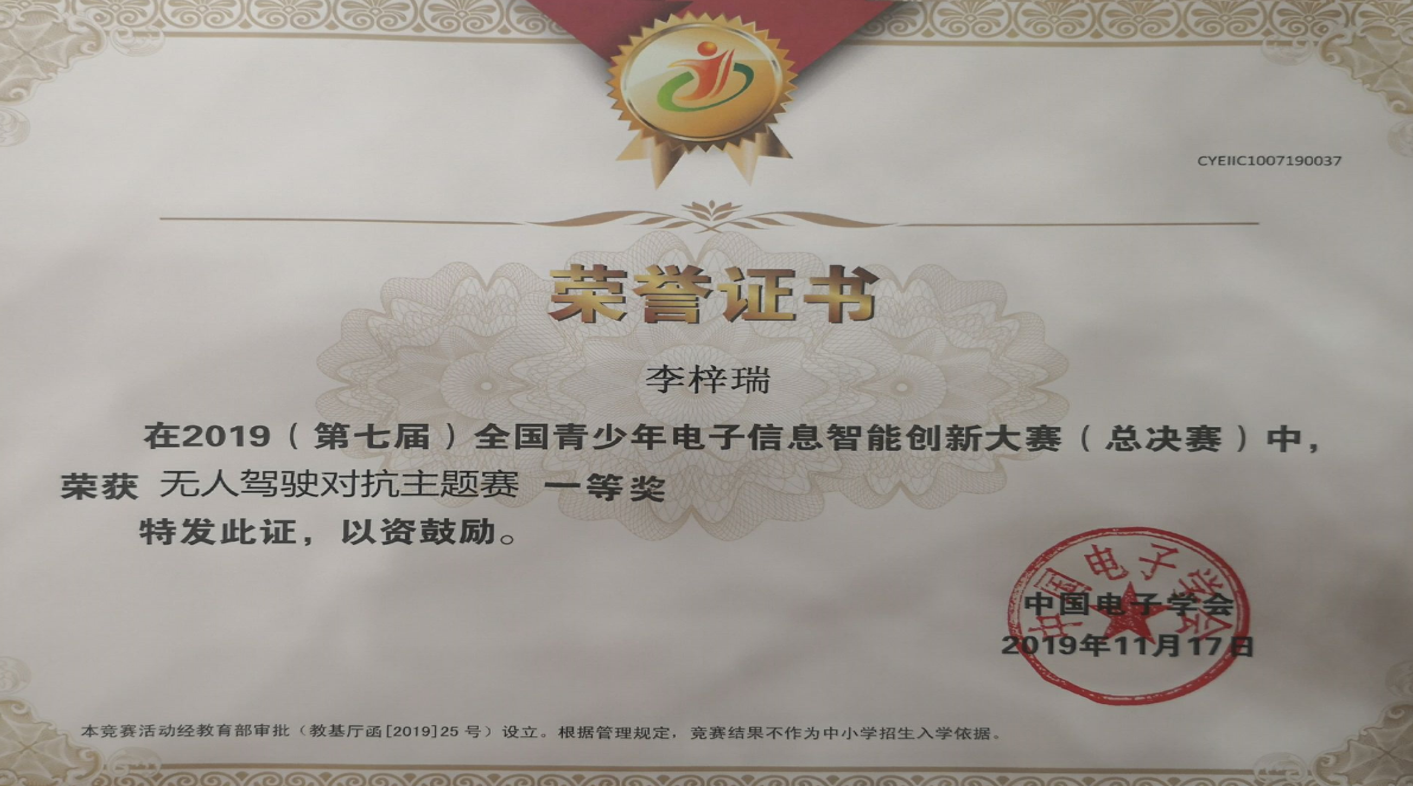 CYEIIC1007190037
荣誉证书
李梓瑞
在2019（第七届）全国青少年电子信息智能创新大赛（总决赛）中，
荣获 无人驾驶对抗主题赛 一等奖
特发此证，以资鼓励。
中国电子学会
中国电子学会
2019年11月17日
本竞赛活动经教育部审批（教基厅函[2019]25号）设立。根据管理规定，竞赛结果不作为中小学招生入学依据。